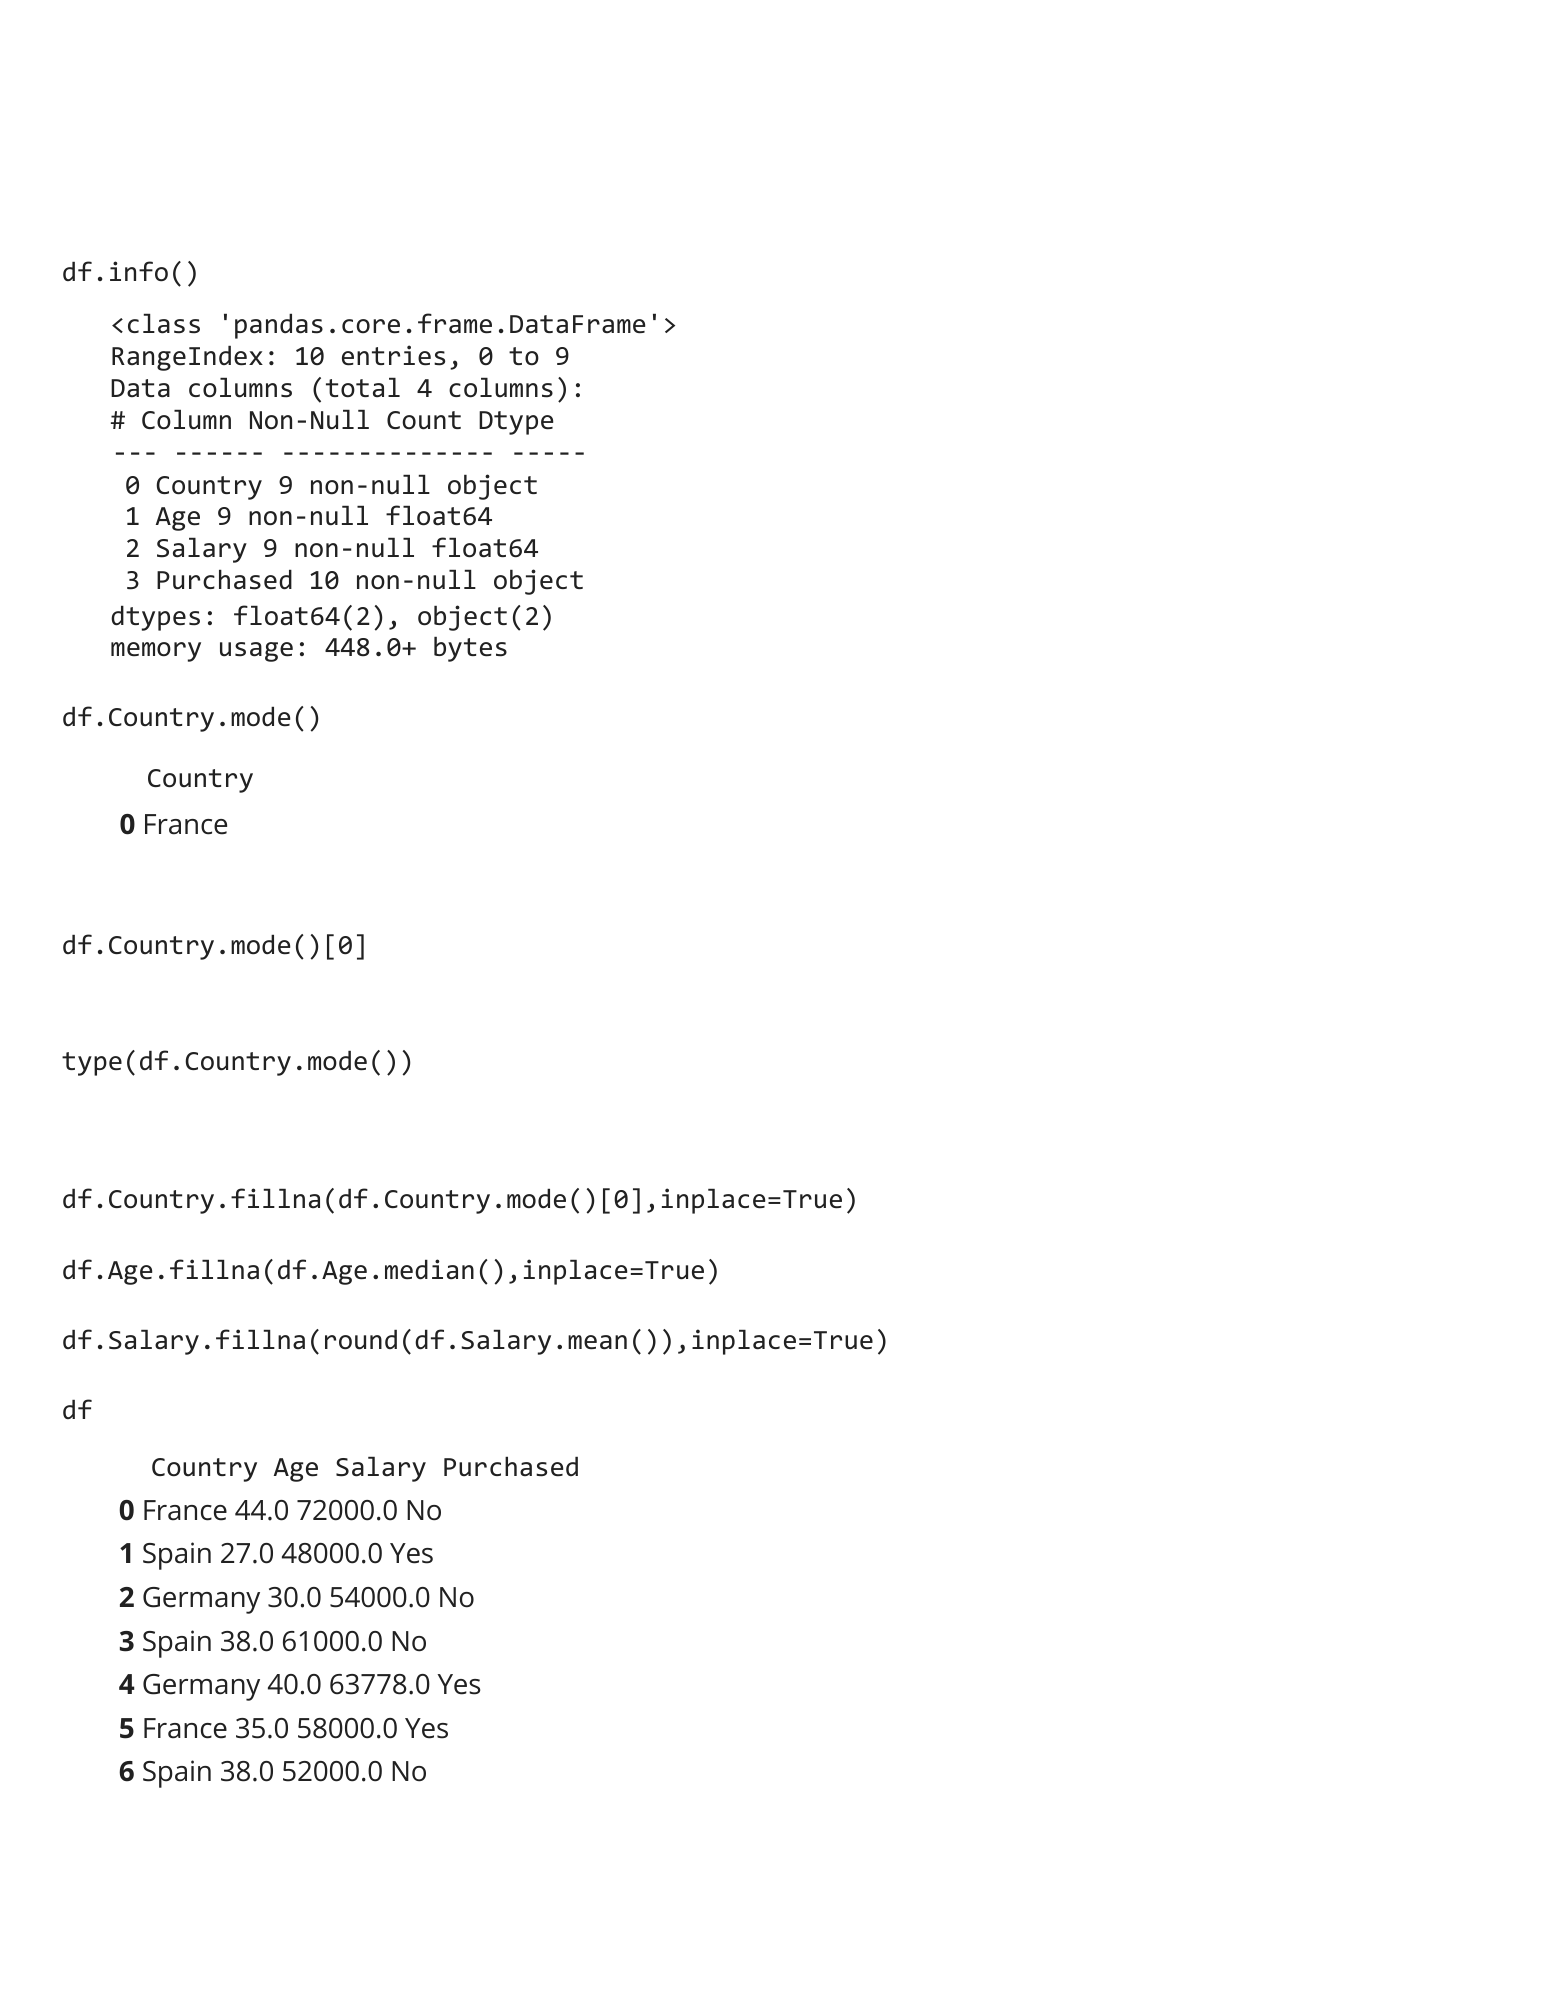 df.info()
<class 'pandas.core.frame.DataFrame'>
RangeIndex: 10 entries, 0 to 9
Data columns (total 4 columns):
# Column Non-Null Count Dtype
--- ------ -------------- -----
0 Country 9 non-null object
1 Age 9 non-null float64
2 Salary 9 non-null float64
3 Purchased 10 non-null object
dtypes: float64(2), object(2)
memory usage: 448.0+ bytes
df.Country.mode()
Country
0 France
df.Country.mode()[0]
type(df.Country.mode())
df.Country.fillna(df.Country.mode()[0],inplace=True)
df.Age.fillna(df.Age.median(),inplace=True)
df.Salary.fillna(round(df.Salary.mean()),inplace=True)
df
Country Age Salary Purchased
0 France 44.0 72000.0 No
1 Spain 27.0 48000.0 Yes
2 Germany 30.0 54000.0 No
3 Spain 38.0 61000.0 No
4 Germany 40.0 63778.0 Yes
5 France 35.0 58000.0 Yes
6 Spain 38.0 52000.0 No